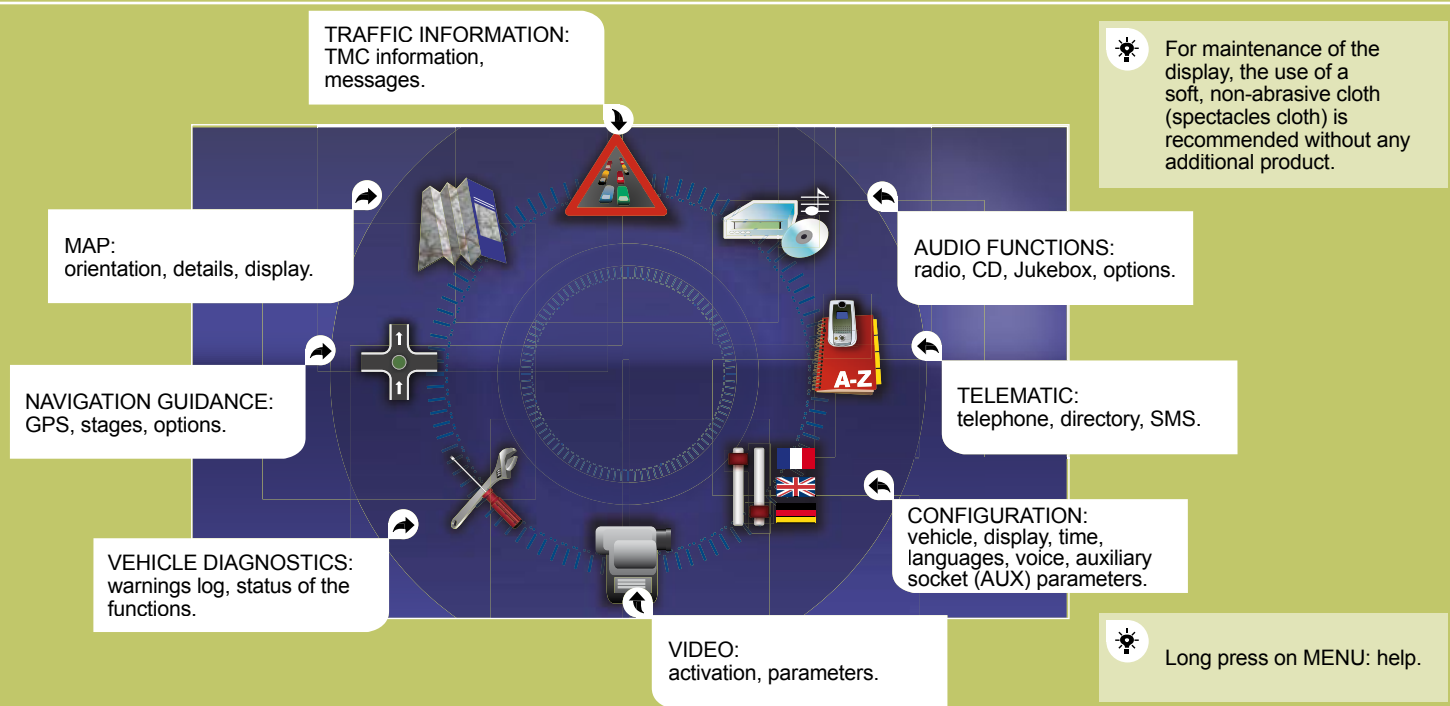 TRAFFIC INFORMATION:
TMC information,
messages.
For maintenance of the
display, the use of a
soft, non-abrasive cloth
(spectacles cloth) is
recommended without any
additional product.
MAP:
orientation, details, display.
AUDIO FUNCTIONS:
radio, CD, Jukebox, options.
A-Z
NAVIGATION GUIDANCE:
GPS, stages, options.
TELEMATIC:
telephone, directory, SMS.
VEHICLE DIAGNOSTICS:
warnings log, status of the
functions.
CONFIGURATION:
vehicle, display, time,
languages, voice, auxiliary
socket (AUX) parameters.
VIDEO:
activation, parameters.
Long press on MENU: help.